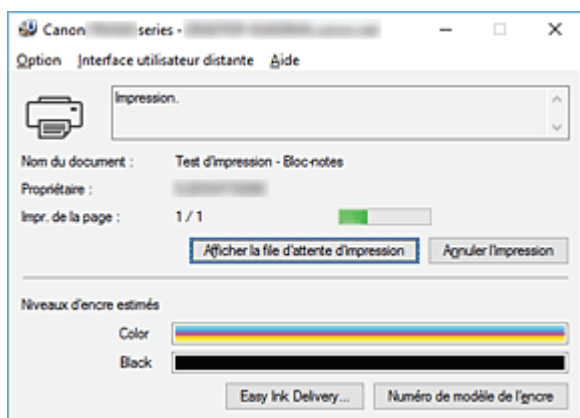 Canon series -
Option Interface utilisateur distante Aide
Impression.
Nom du document : Test d'impression - Bloc-notes
Propriétaire :
Impr. de la page : 1 / 1
Afficher la file d'attente d'impression Annuler l'impression
Niveaux d'encre estimés
Color
Black
Easy Ink Delivery... Numéro de modèle de l'encre